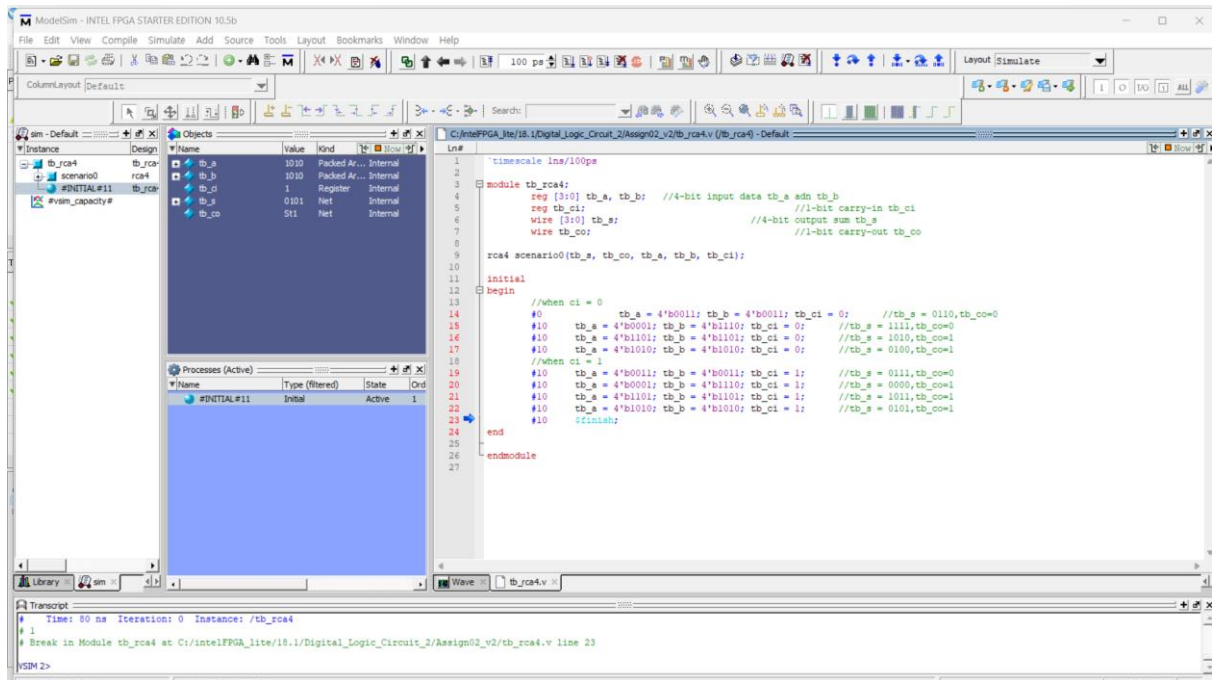 ModelSim - INTEL FPGA STARTER EDITION 10.5b
File Edit View Compile Simulate Add Source Tools Layout Bookmarks Window Help
100 ps
Layout Simulate
ColumnLayout Default
Search:
sim - Default
Instance Design
tb_rca4 tb_rca4
scenario0 rca4
#INITIAL#11 tb_rca4
#vsim_capacity#
Objects
Name Value Kind Now
tb_a 1010 Packed Ar... Internal
tb_b 1010 Packed Ar... Internal
tb_ci 1 Register Internal
tb_s 0101 Net Internal
tb_co St1 Net Internal
Processes (Active)
Name Type (filtered) State Ord
#INITIAL#11 Initial Active 1
C:/intelFPGA_lite/18.1/Digital_Logic_Circuit_2/Assign02_v2/tb_rca4.v (/tb_rca4) - Default
Ln# Now
1 `timescale 1ns/100ps
2
3 module tb_rca4;
4 reg [3:0] tb_a, tb_b; //4-bit input data tb_a adn tb_b
5 reg tb_ci; //1-bit carry-in tb_ci
6 wire [3:0] tb_s; //4-bit output sum tb_s
7 wire tb_co; //1-bit carry-out tb_co
8
9 rca4 scenario0(tb_s, tb_co, tb_a, tb_b, tb_ci);
10
11 initial
12 begin
13 //when ci = 0
14 #0 tb_a = 4'b0011; tb_b = 4'b0011; tb_ci = 0; //tb_s = 0110,tb_co=0
15 #10 tb_a = 4'b0001; tb_b = 4'b1110; tb_ci = 0; //tb_s = 1111,tb_co=0
16 #10 tb_a = 4'b1101; tb_b = 4'b1101; tb_ci = 0; //tb_s = 1010,tb_co=1
17 #10 tb_a = 4'b1010; tb_b = 4'b1010; tb_ci = 0; //tb_s = 0100,tb_co=1
18 //when ci = 1
19 #10 tb_a = 4'b0011; tb_b = 4'b0011; tb_ci = 1; //tb_s = 0111,tb_co=0
20 #10 tb_a = 4'b0001; tb_b = 4'b1110; tb_ci = 1; //tb_s = 0000,tb_co=1
21 #10 tb_a = 4'b1101; tb_b = 4'b1101; tb_ci = 1; //tb_s = 1011,tb_co=1
22 #10 tb_a = 4'b1010; tb_b = 4'b1010; tb_ci = 1; //tb_s = 0101,tb_co=1
23 #10 $finish;
24 end
25
26 endmodule
27
Library sim
Wave tb_rca4.v
Transcript
# Time: 80 ns Iteration: 0 Instance: /tb_rca4
# 1
# Break in Module tb_rca4 at C:/intelFPGA_lite/18.1/Digital_Logic_Circuit_2/Assign02_v2/tb_rca4.v line 23
VSIM 2>